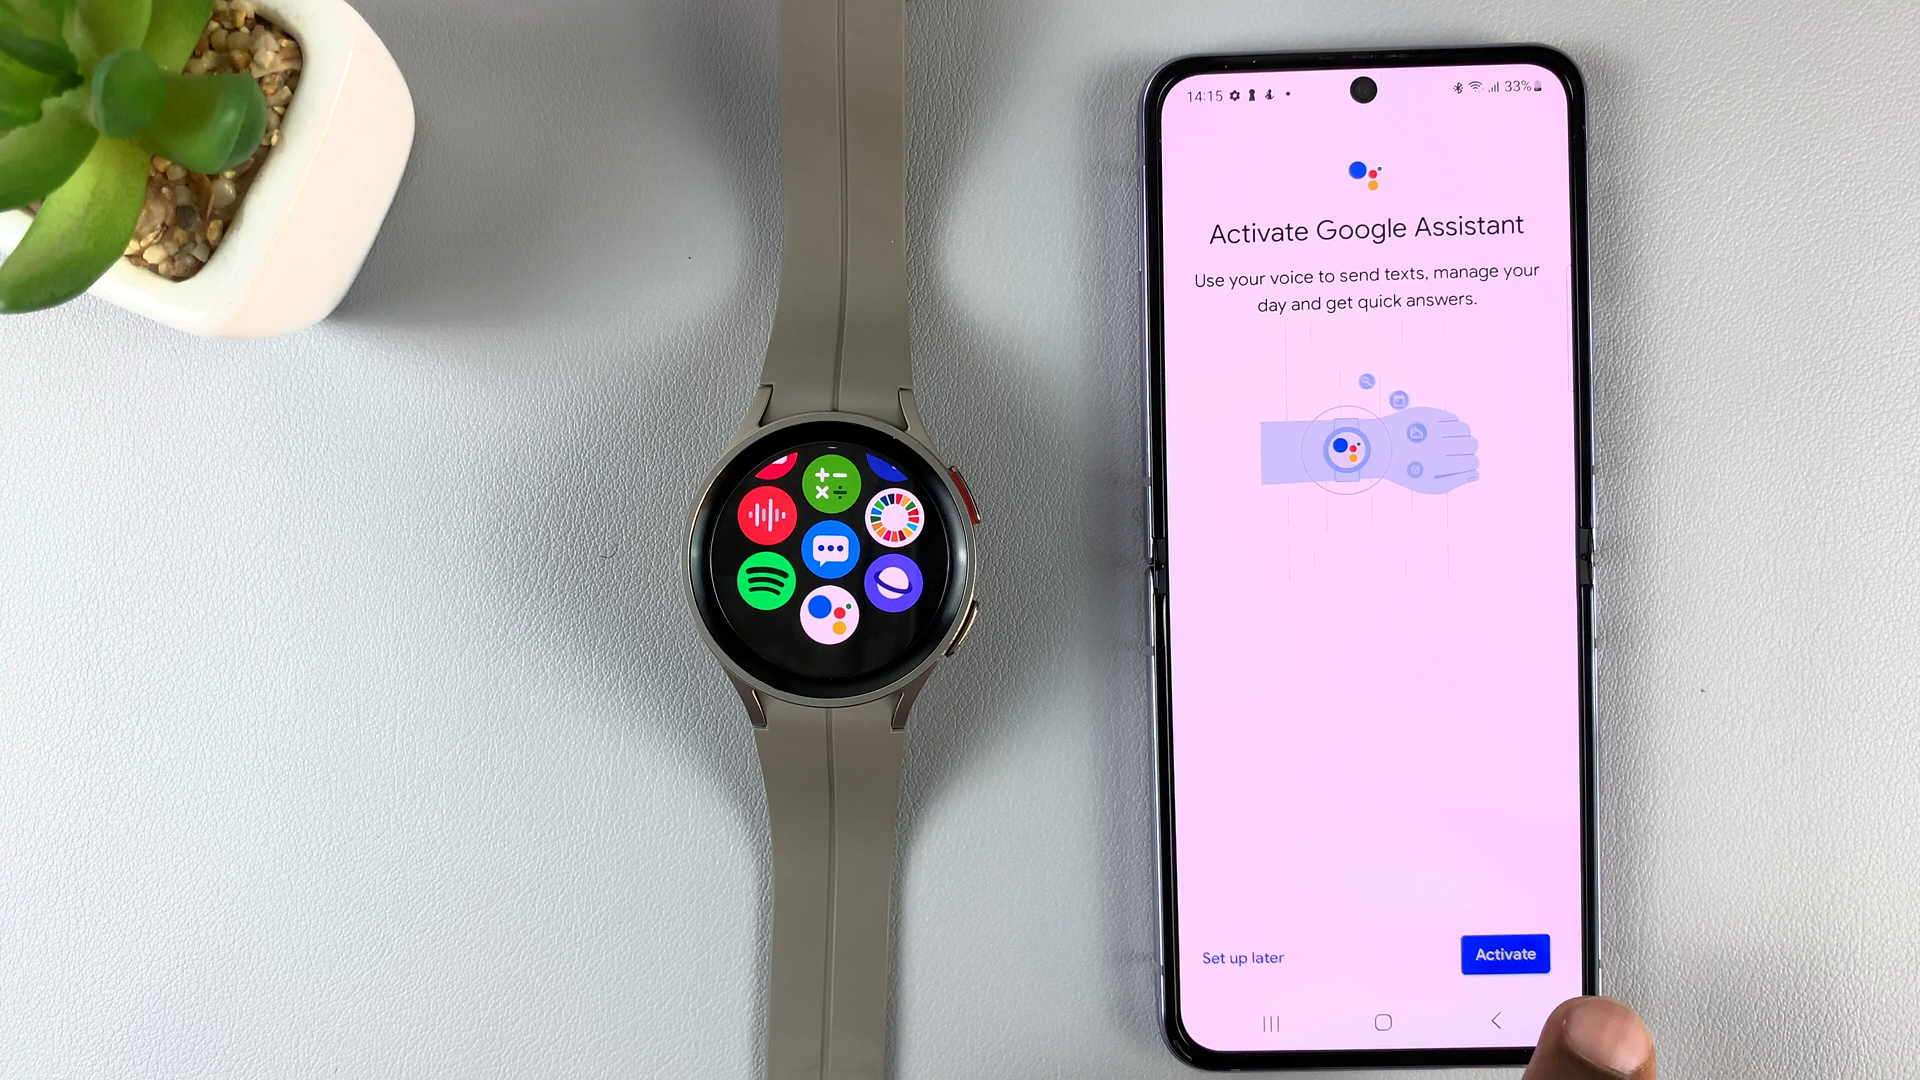 14:15
33%
Activate Google Assistant
Use your voice to send texts, manage your
day and get quick answers.
Set up later
Activate